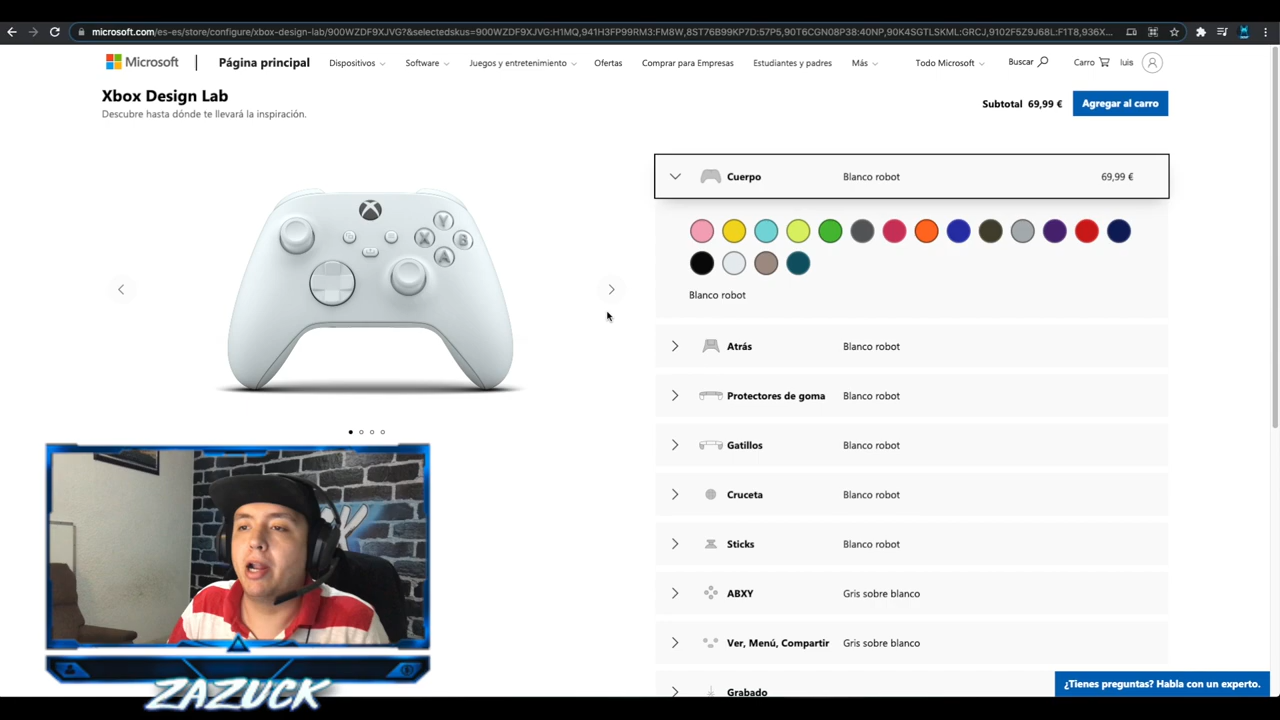 microsoft.com/es-es/store/configure/xbox-design-lab/900WZDF9XJVG?&selectedskus=900WZDF9XJVG:H1MQ,941H3FP99RM3:FM8W,8ST76B99KP7D:57P5,90T6CGN08P38:40NP,90K4SGTLSKML:GRCJ,9102F5Z9J68L:F1T8,936X...
Microsoft
Página principal
Dispositivos
Software
Juegos y entretenimiento
Ofertas
Comprar para Empresas
Estudiantes y padres
Más
Todo Microsoft
Buscar
Carro
luis
Xbox Design Lab
Descubre hasta dónde te llevará la inspiración.
Subtotal 69,99 €
Agregar al carro
Cuerpo Blanco robot 69,99 €
Blanco robot
Atrás Blanco robot
Protectores de goma Blanco robot
Gatillos Blanco robot
Cruceta Blanco robot
Sticks Blanco robot
ABXY Gris sobre blanco
Ver, Menú, Compartir Gris sobre blanco
Grabado
¿Tienes preguntas? Habla con un experto.
Y
X
B
A
ZAZUCK